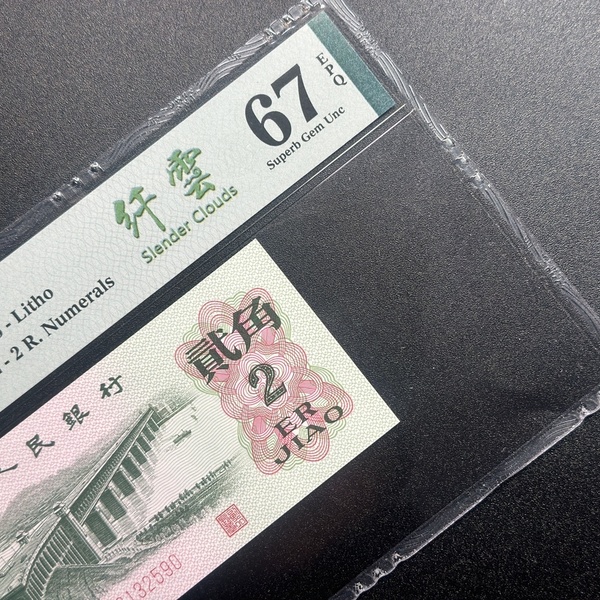 67
EPQ
Superb Gem Unc
纤雲
Slender Clouds
- Litho
- 2 R. Numerals
人民銀行
貳角
2
ER
JIAO
3132590